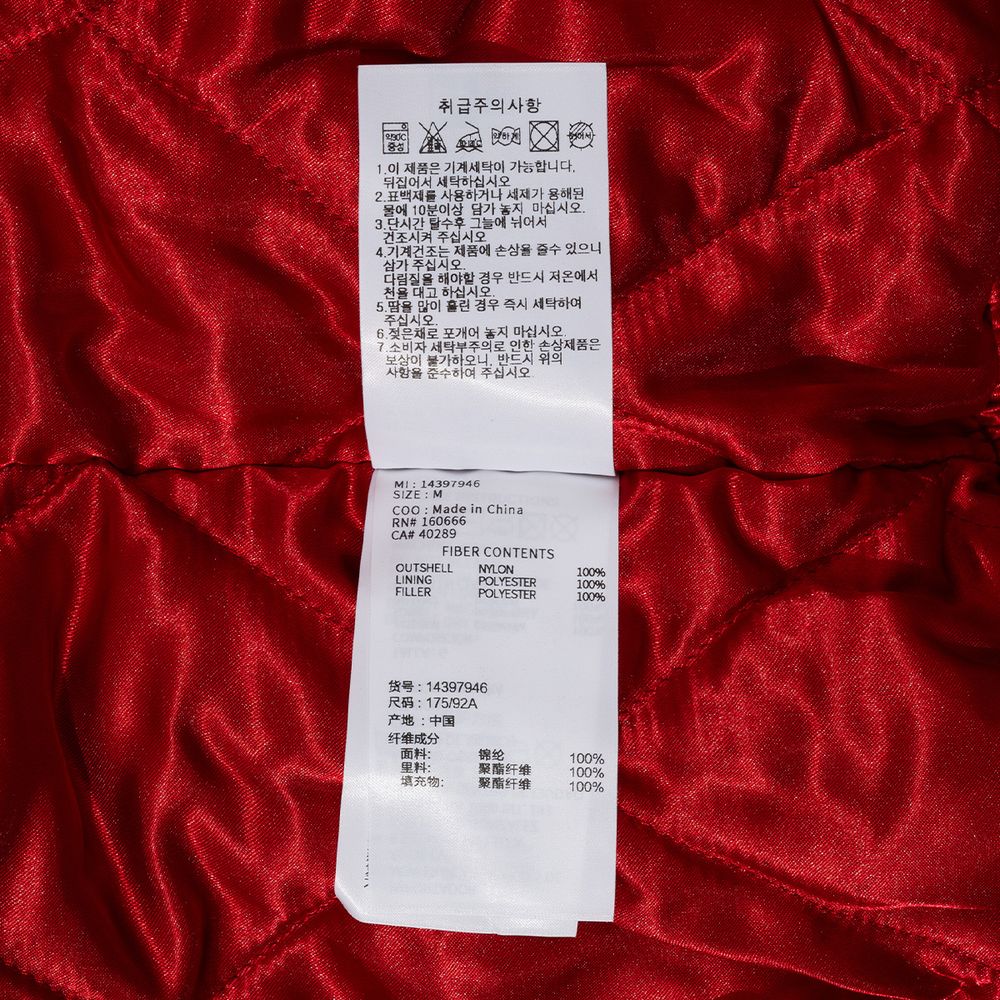 취급주의사항
약30℃
중성
약하게
뉘어서
1.이 제품은 기계세탁이 가능합니다.
뒤집어서 세탁하십시오
2.표백제를 사용하거나 세제가 용해된
물에 10분이상 담가 놓지 마십시오.
3.단시간 탈수후 그늘에 뉘어서
건조시켜 주십시오
4.기계건조는 제품에 손상을 줄수 있으니
삼가 주십시오.
다림질을 해야할 경우 반드시 저온에서
천을 대고 하십시오.
5.땀을 많이 흘린 경우 즉시 세탁하여
주십시오.
6.젖은채로 포개어 놓지 마십시오.
7.소비자 세탁부주의로 인한 손상제품은
보상이 불가하오니, 반드시 위의
사항을 준수하여 주십시오
MI : 14397946
SIZE : M
COO : Made in China
RN# 160666
CA# 40289
FIBER CONTENTS
OUTSHELL NYLON 100%
LINING POLYESTER 100%
FILLER POLYESTER 100%
货号 : 14397946
尺码 : 175/92A
产地 : 中国
纤维成分
面料: 锦纶 100%
里料: 聚酯纤维 100%
填充物: 聚酯纤维 100%